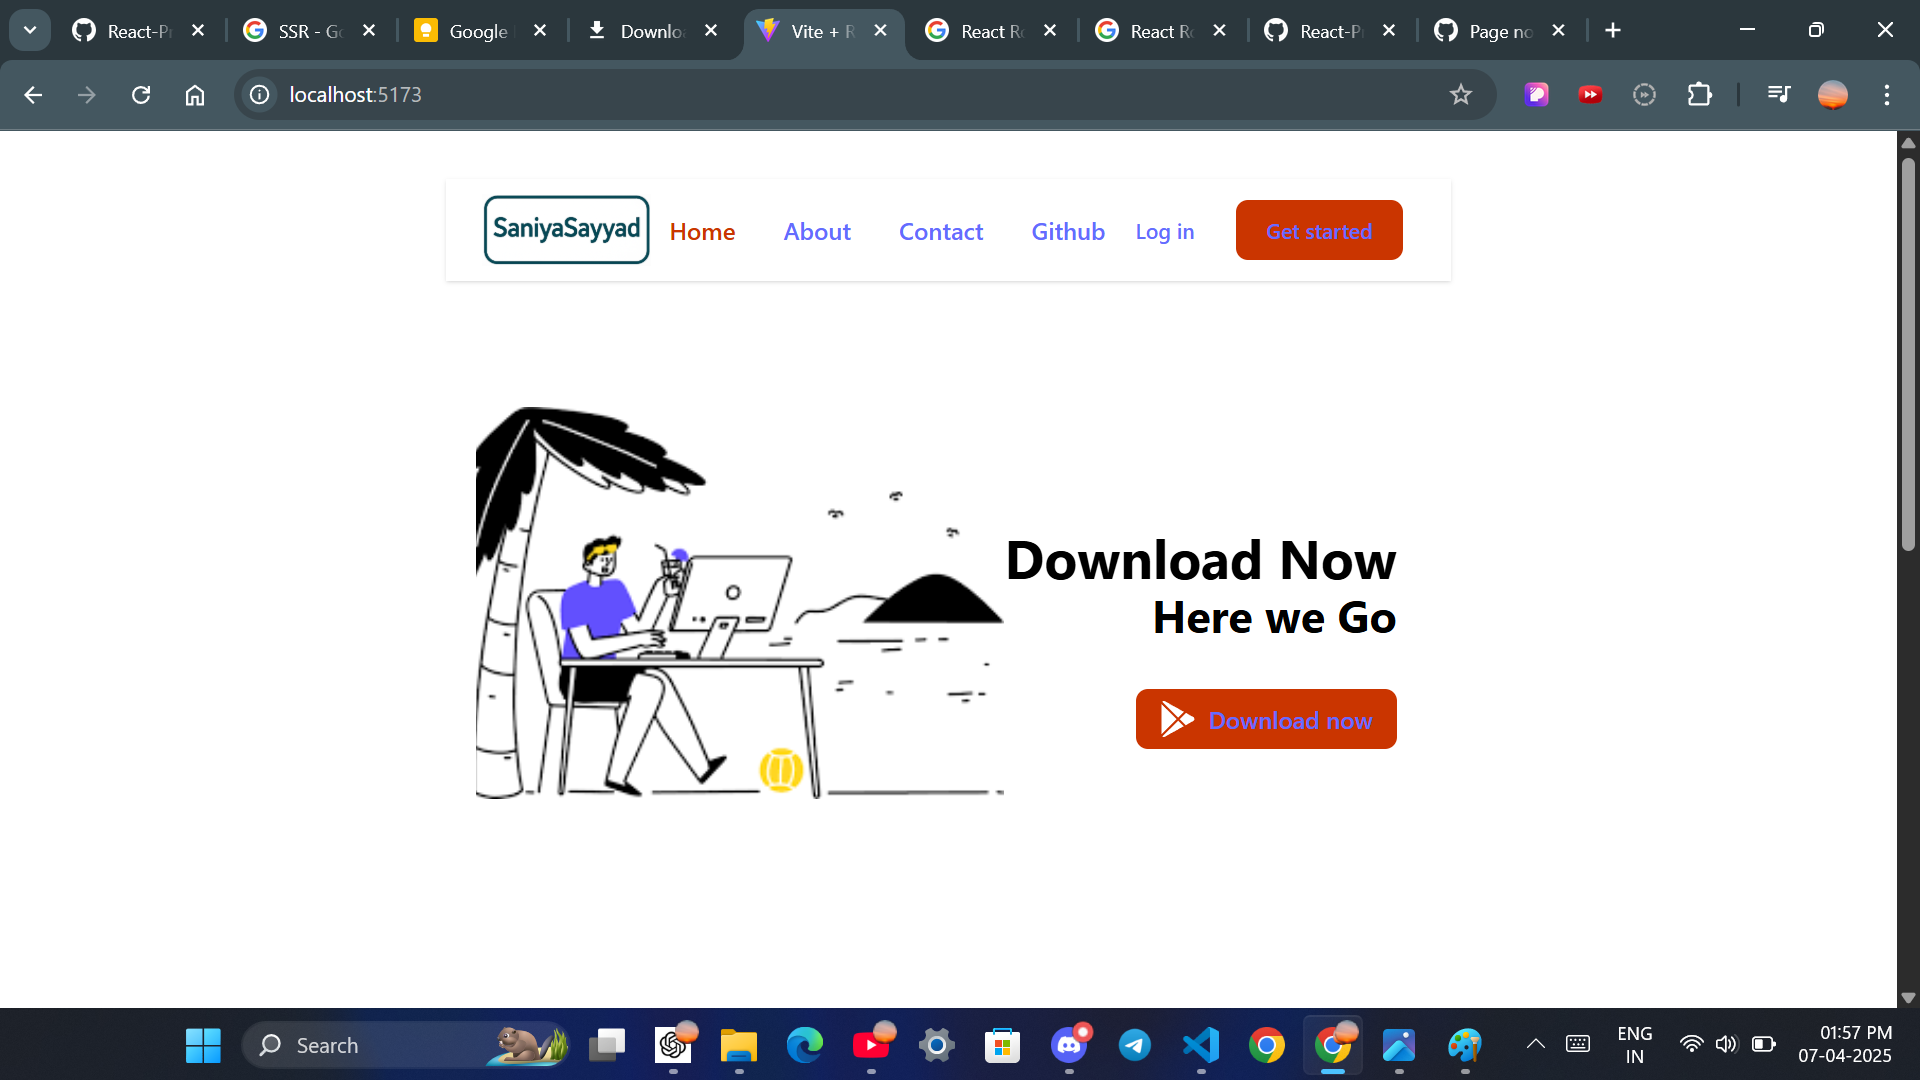 React-Pr
SSR - Go
Google
Downlo
Vite + R
React Ro
React Ro
React-Pr
Page no
localhost:5173
SaniyaSayyad
Home
About
Contact
Github
Log in
Get started
Download Now
Here we Go
Download now
Search
ENG
IN
01:57 PM
07-04-2025